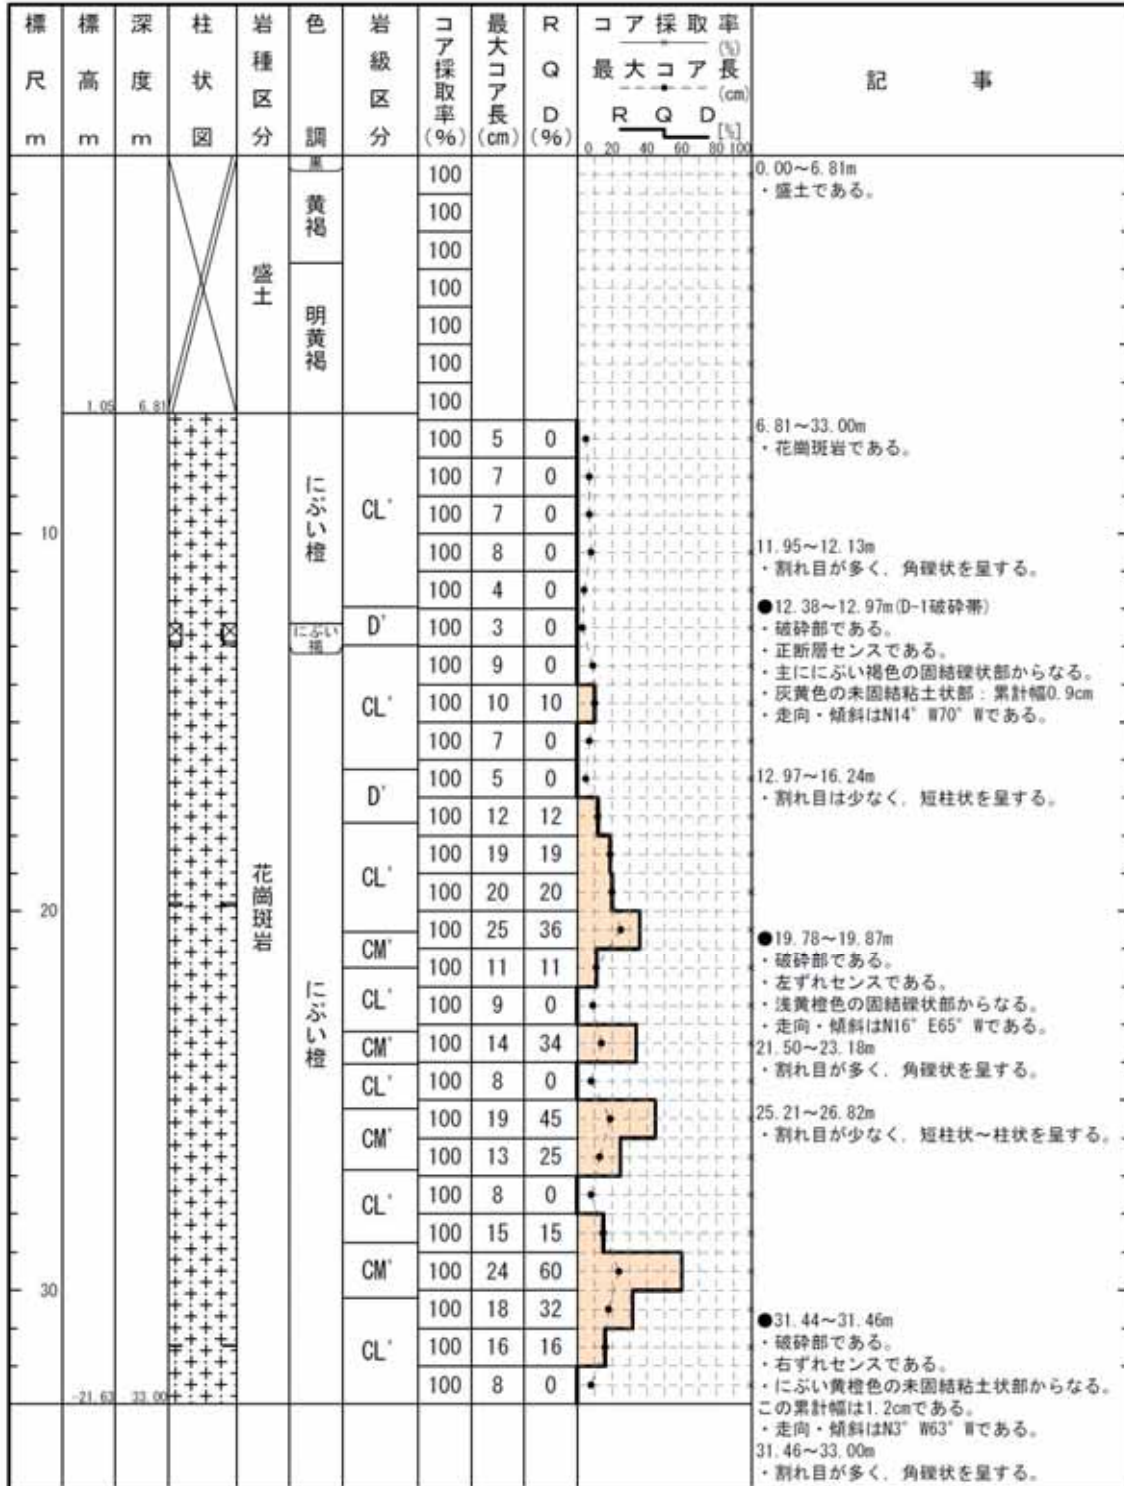 標尺 m
標高 m
深度 m
柱状図
岩種区分
色調
岩級区分
コア採取率(%)
最大コア長(cm)
RQD(%)
コア採取率
(%)
最大コア長
(cm)
RQD
[%]
0 20 40 60 80 100
記事
黒
黄褐
明黄褐
盛土
1.05 6.81
にぶい橙
にぶい褐
にぶい橙
花崗斑岩
10
20
30
-21.63 33.00
CL'
D'
CL'
D'
CL'
CM'
CL'
CM'
CL'
CM'
CL'
CM'
CL'
100
100
100
100
100
100
100
100 5 0
100 7 0
100 7 0
100 8 0
100 4 0
100 3 0
100 9 0
100 10 10
100 7 0
100 5 0
100 12 12
100 19 19
100 20 20
100 25 36
100 11 11
100 9 0
100 14 34
100 8 0
100 19 45
100 13 25
100 8 0
100 15 15
100 24 60
100 18 32
100 16 16
100 8 0
0.00～6.81m
・盛土である。
6.81～33.00m
・花崗斑岩である。
11.95～12.13m
・割れ目が多く、角礫状を呈する。
●12.38～12.97m(D-1破砕帯)
・破砕部である。
・正断層センスである。
・主ににぶい褐色の固結礫状部からなる。
・灰黄色の未固結粘土状部：累計幅0.9cm
・走向・傾斜はN14°W70°Wである。
12.97～16.24m
・割れ目は少なく、短柱状を呈する。
●19.78～19.87m
・破砕部である。
・左ずれセンスである。
・浅黄橙色の固結礫状部からなる。
・走向・傾斜はN16°E65°Wである。
21.50～23.18m
・割れ目が多く、角礫状を呈する。
25.21～26.82m
・割れ目が少なく、短柱状～柱状を呈する。
●31.44～31.46m
・破砕部である。
・右ずれセンスである。
・にぶい黄橙色の未固結粘土状部からなる。
この累計幅は1.2cmである。
・走向・傾斜はN3°W63°Wである。
31.46～33.00m
・割れ目が多く、角礫状を呈する。